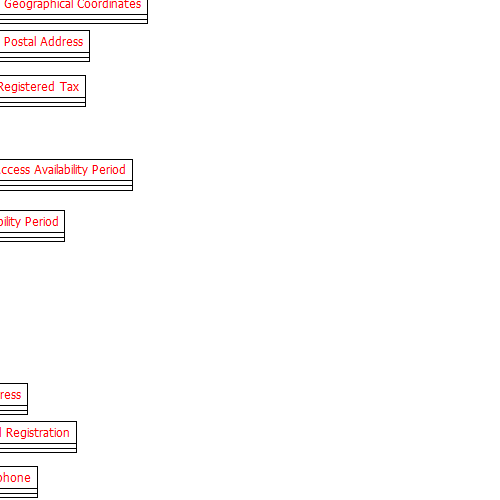 Geographical Coordinates
Postal Address
Registered Tax
ccess Availability Period
bility Period
ress
Registration
phone